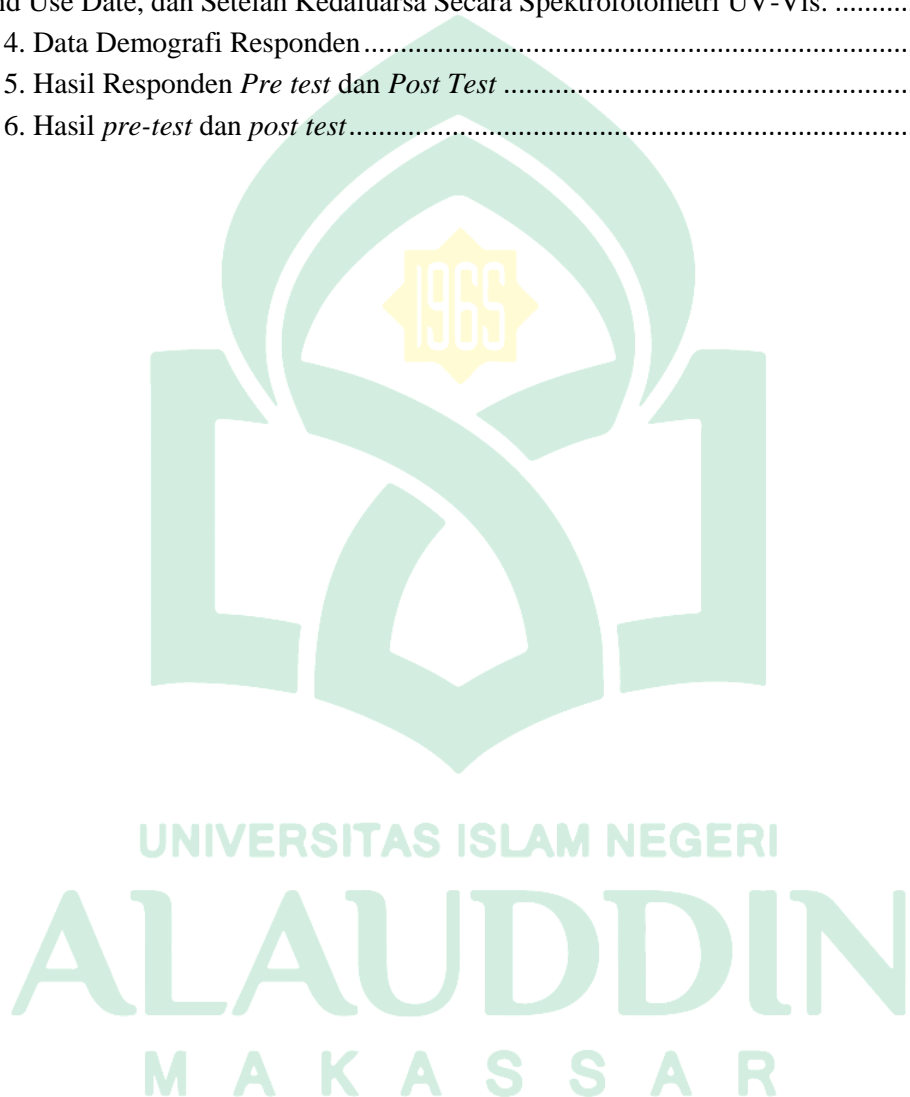 nd Use Date, dan Setelah Kedaluarsa Secara Spektrofotometri UV-Vis. ..........
4. Data Demografi Responden ..........
5. Hasil Responden Pre test dan Post Test ..........
6. Hasil pre-test dan post test ..........
1965
UNIVERSITAS ISLAM NEGERI
ALAUDDIN
MAKASSAR